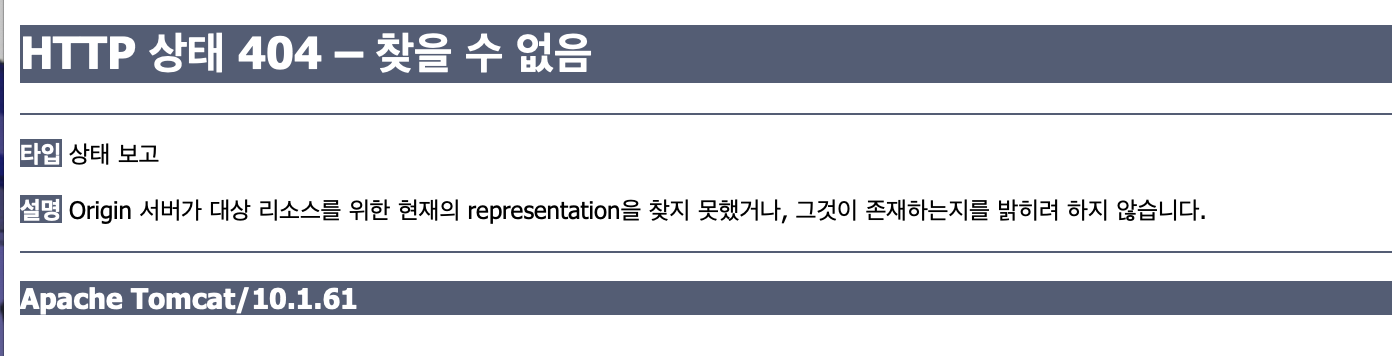 HTTP 상태 404 – 찾을 수 없음
타입 상태 보고
설명 Origin 서버가 대상 리소스를 위한 현재의 representation을 찾지 못했거나, 그것이 존재하는지를 밝히려 하지 않습니다.
Apache Tomcat/10.1.61